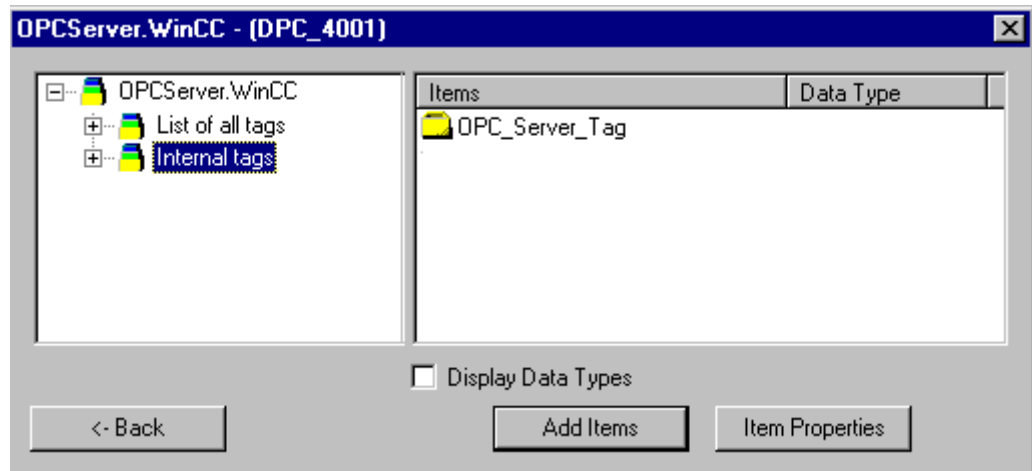 OPCServer.WinCC - (DPC_4001)
OPCServer.WinCC
List of all tags
Internal tags
Items Data Type
OPC_Server_Tag
Display Data Types
<- Back Add Items Item Properties